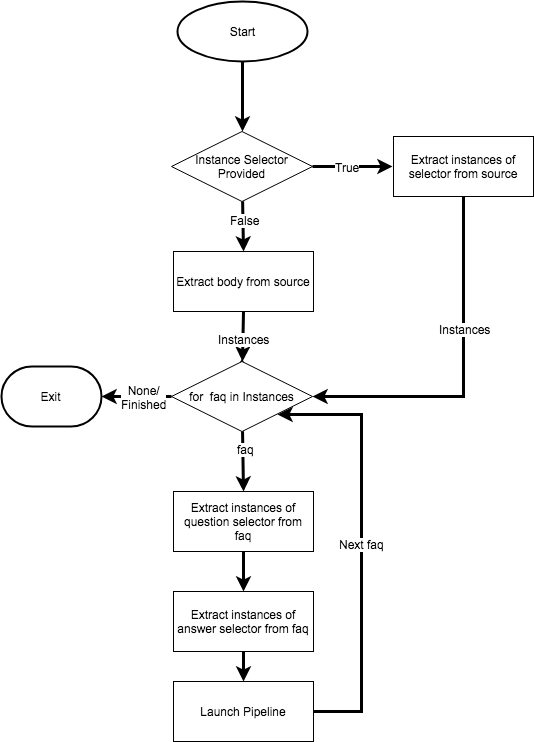 Start
Instance Selector
Provided
True
Extract instances of
selector from source
False
Extract body from source
Instances
Instances
Exit
None/
Finished
for faq in Instances
faq
Extract instances of
question selector from
faq
Next faq
Extract instances of
answer selector from faq
Launch Pipeline